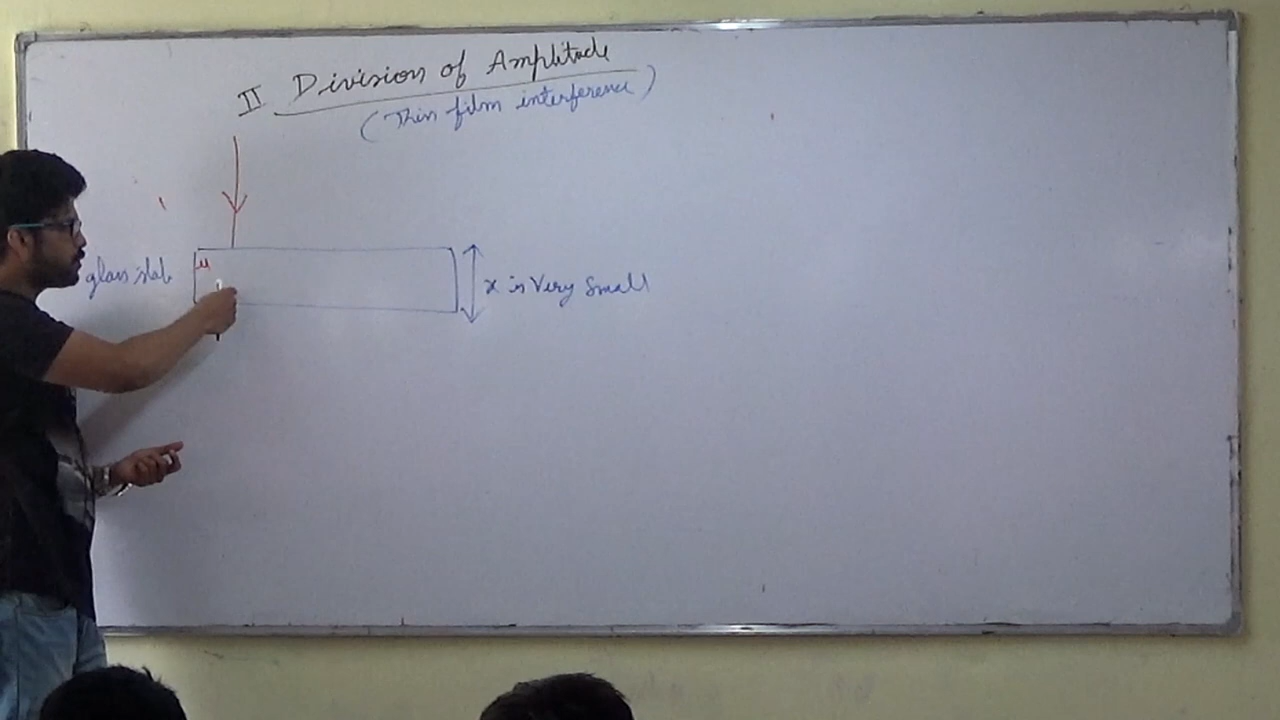 II Division of Amplitude
(Thin film interference)
glass slab
μ
x is Very Small